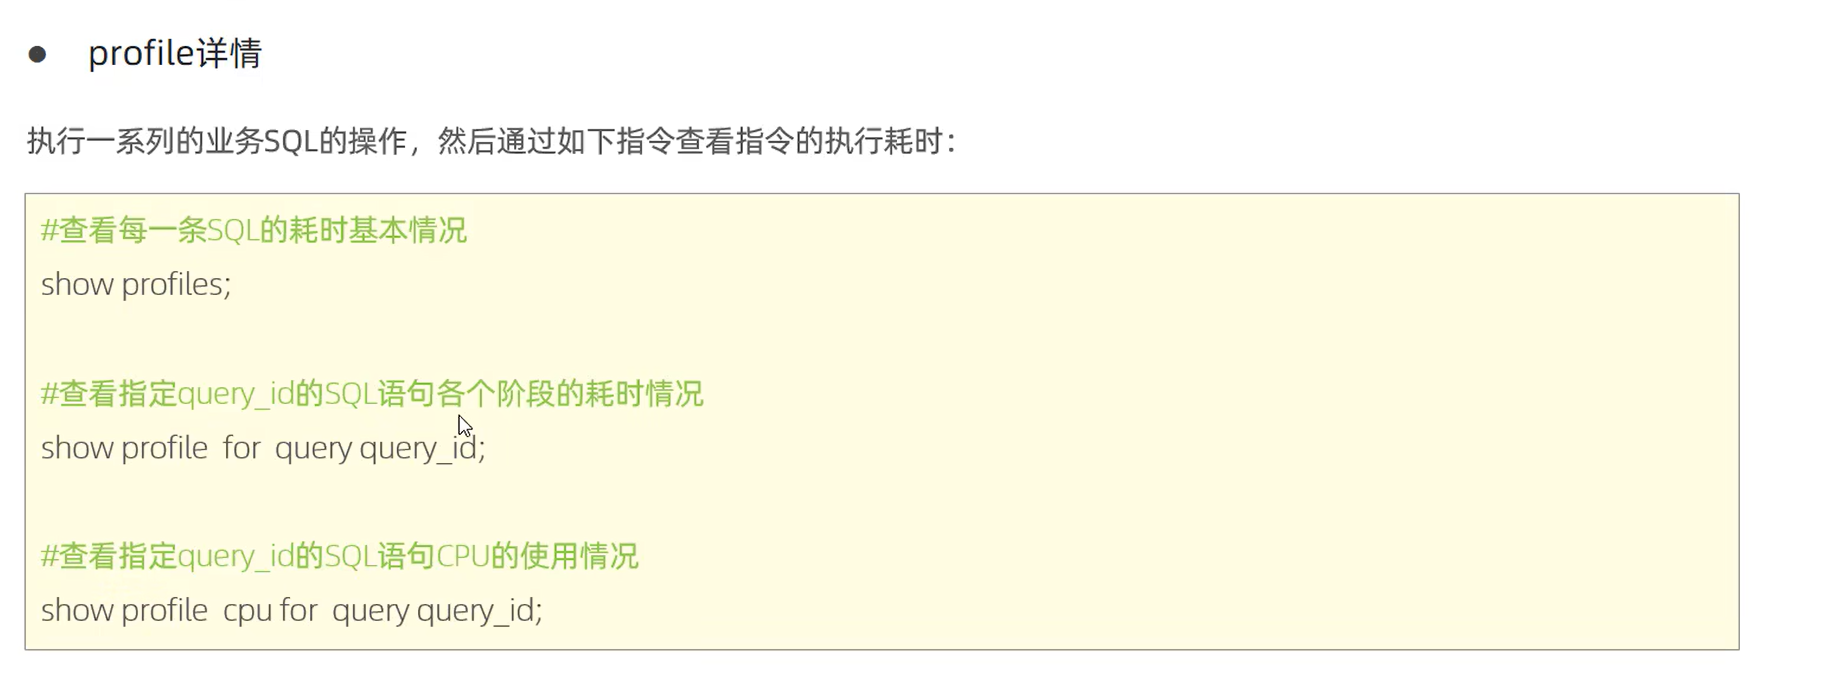 ● profile详情
执行一系列的业务SQL的操作，然后通过如下指令查看指令的执行耗时：
#查看每一条SQL的耗时基本情况
show profiles;
#查看指定query_id的SQL语句各个阶段的耗时情况
show profile for query query_id;
#查看指定query_id的SQL语句CPU的使用情况
show profile cpu for query query_id;